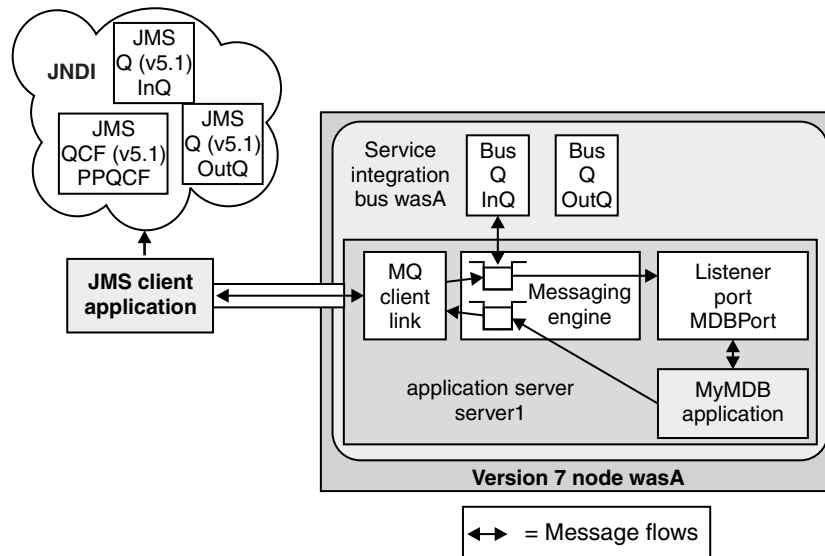 JNDI
JMS
Q (v5.1)
InQ
JMS
QCF (v5.1)
PPQCF
JMS
Q (v5.1)
OutQ
JMS client
application
Service
integration
bus wasA
Bus
Q
InQ
Bus
Q
OutQ
MQ
client
link
Messaging
engine
Listener
port
MDBPort
application server
server1
MyMDB
application
Version 7 node wasA
= Message flows